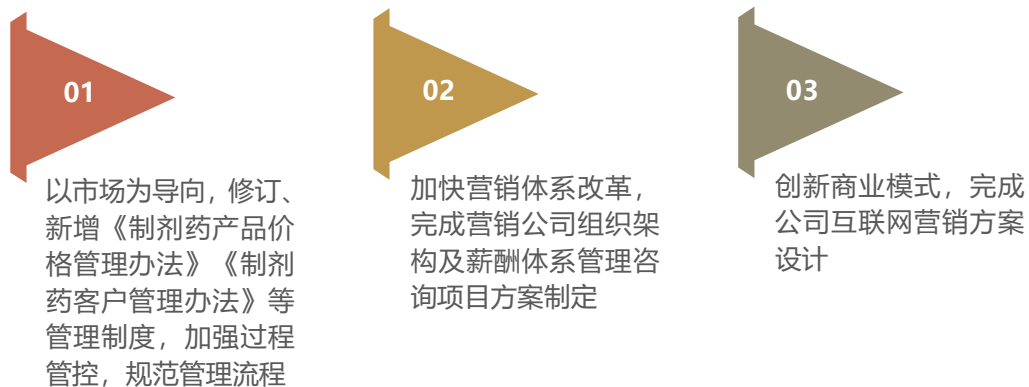 01
以市场为导向，修订、
新增《制剂药产品价
格管理办法》《制剂
药客户管理办法》等
管理制度，加强过程
管控，规范管理流程
02
加快营销体系改革，
完成营销公司组织架
构及薪酬体系管理咨
询项目方案制定
03
创新商业模式，完成
公司互联网营销方案
设计